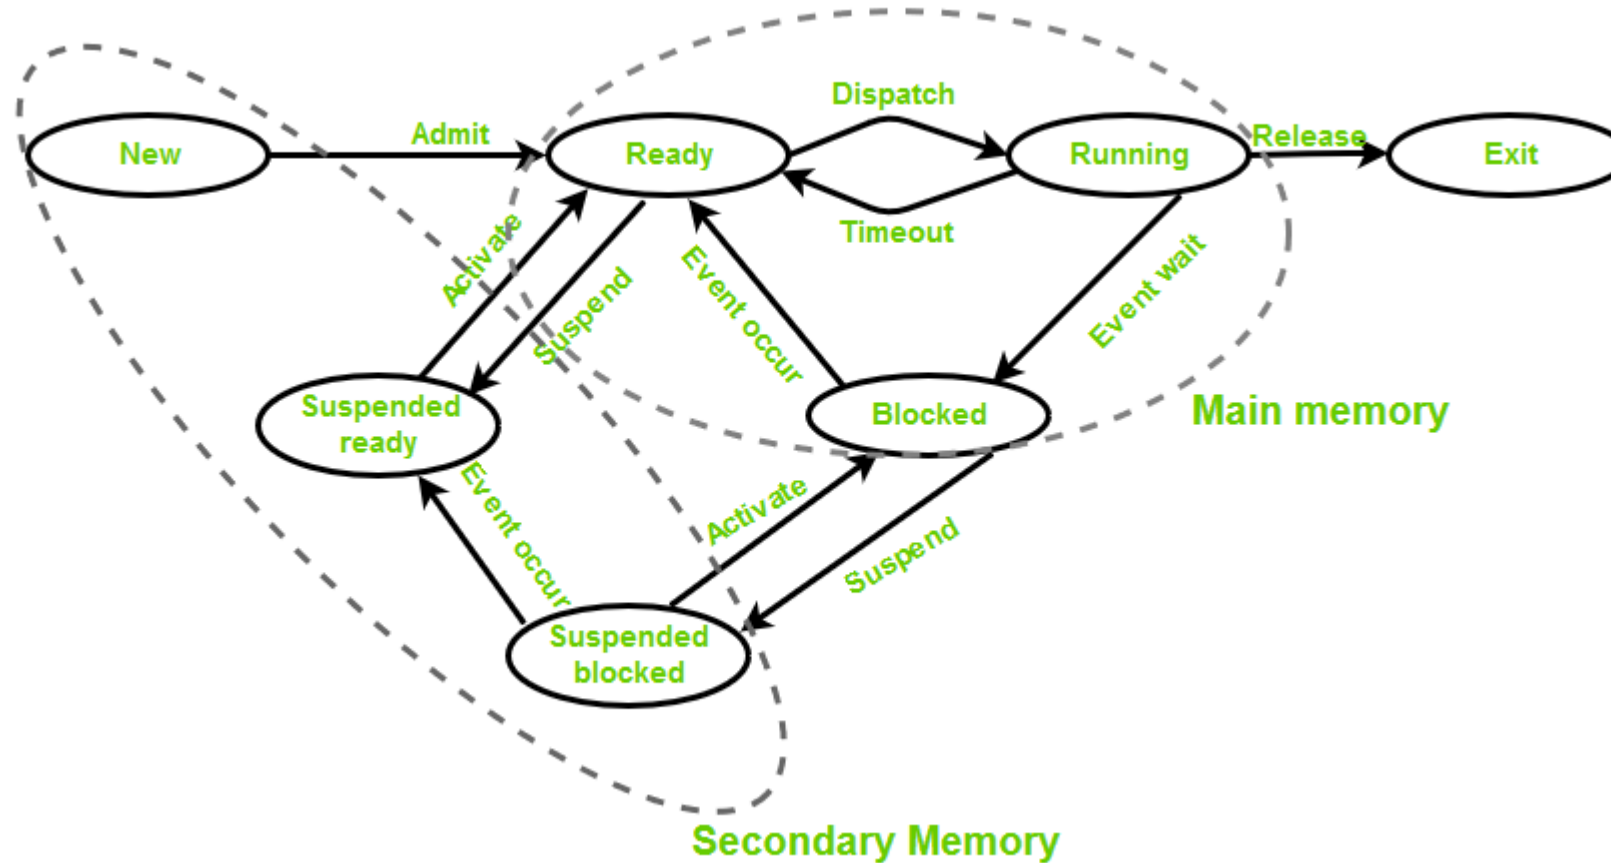 Dispatch
Admit
Release
New
Ready
Running
Exit
Timeout
Activate
Suspend
Event occur
Event wait
Suspended
ready
Blocked
Main memory
Event occur
Activate
Suspend
Suspended
blocked
Secondary Memory